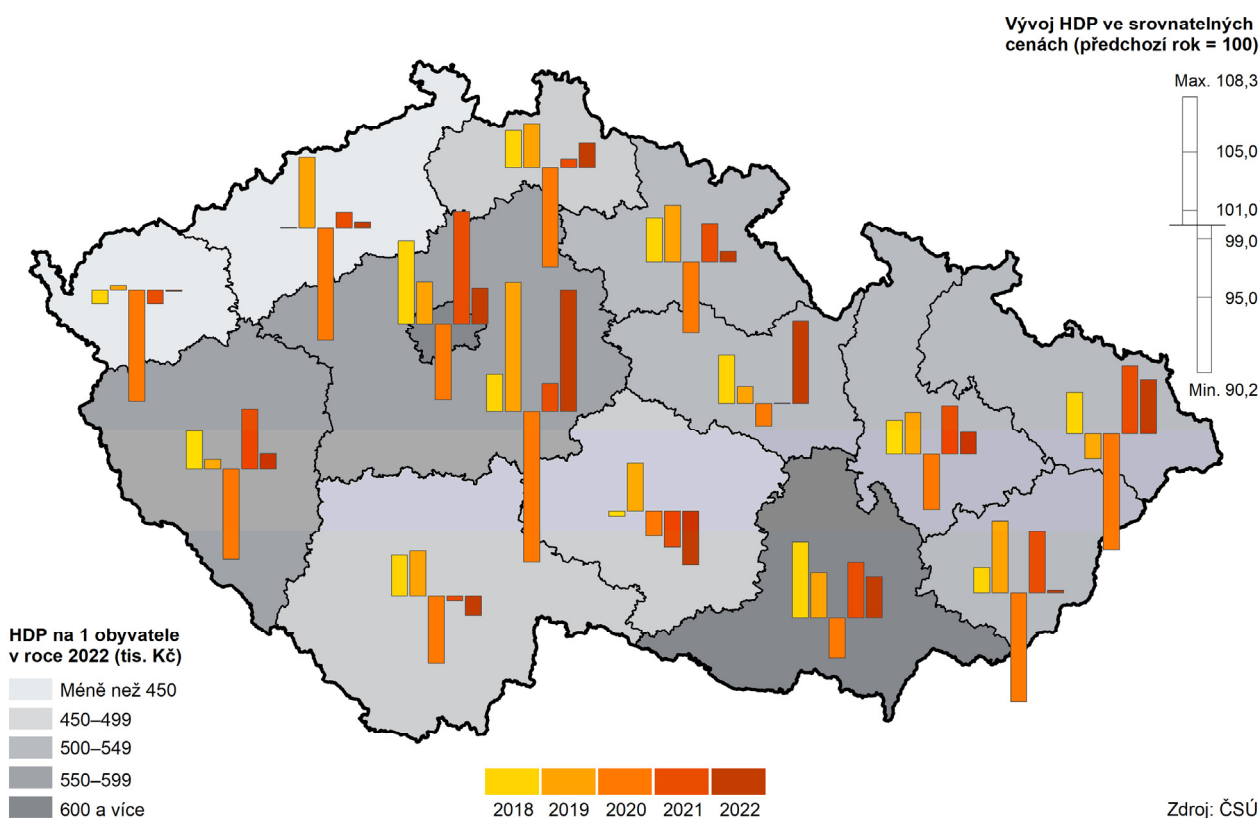 Vývoj HDP ve srovnatelných
cenách (předchozí rok = 100)
Max. 108,3
105,0
101,0
99,0
95,0
Min. 90,2
HDP na 1 obyvatele
v roce 2022 (tis. Kč)
Méně než 450
450–499
500–549
550–599
600 a více
2018 2019 2020 2021 2022
Zdroj: ČSÚ